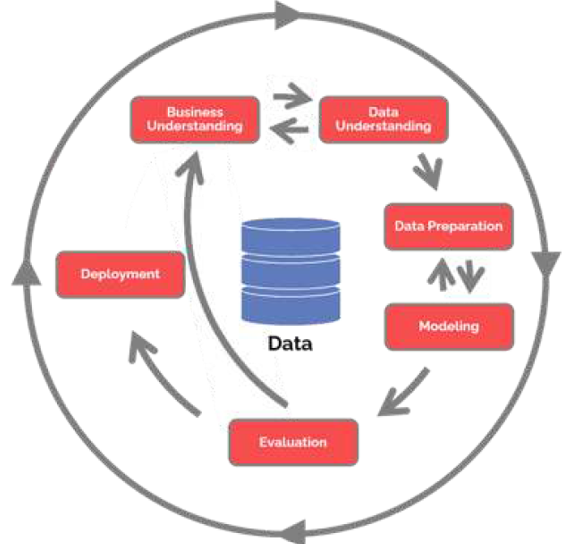 Business
Understanding
Data
Understanding
Data Preparation
Deployment
Modeling
Data
Evaluation